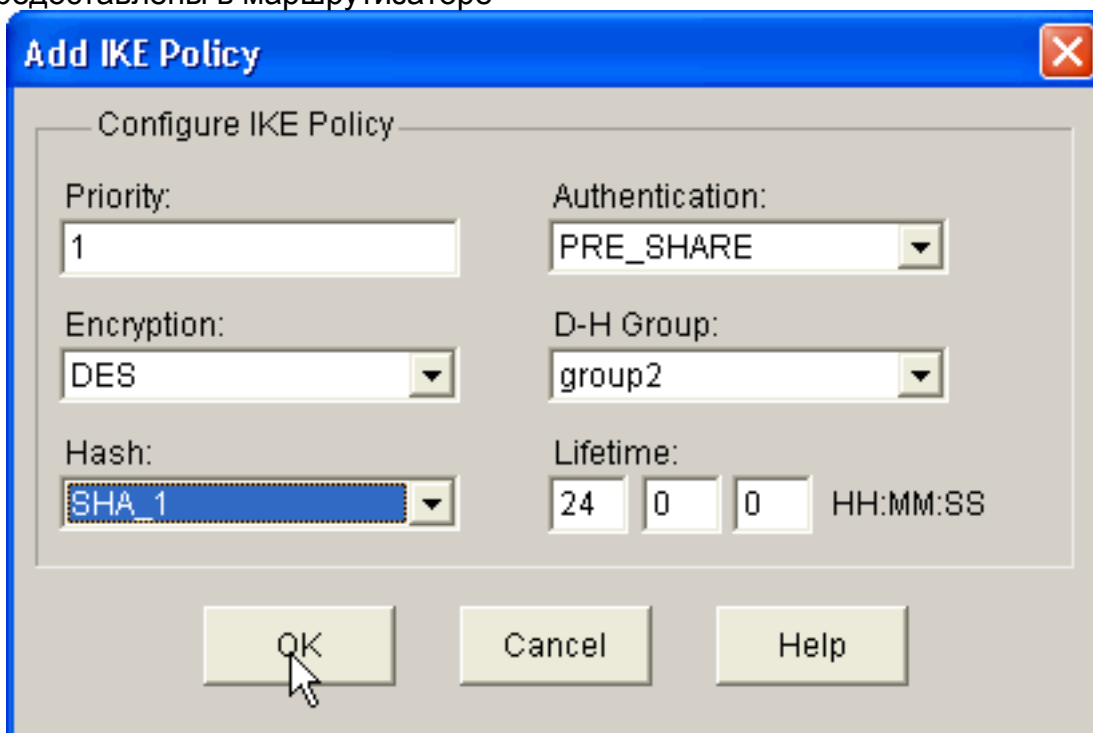 в маршрутизаторе
Add IKE Policy
Configure IKE Policy
Priority:
1
Authentication:
PRE_SHARE
Encryption:
DES
D-H Group:
group2
Hash:
SHA_1
Lifetime:
24 0 0 HH:MM:SS
OK Cancel Help